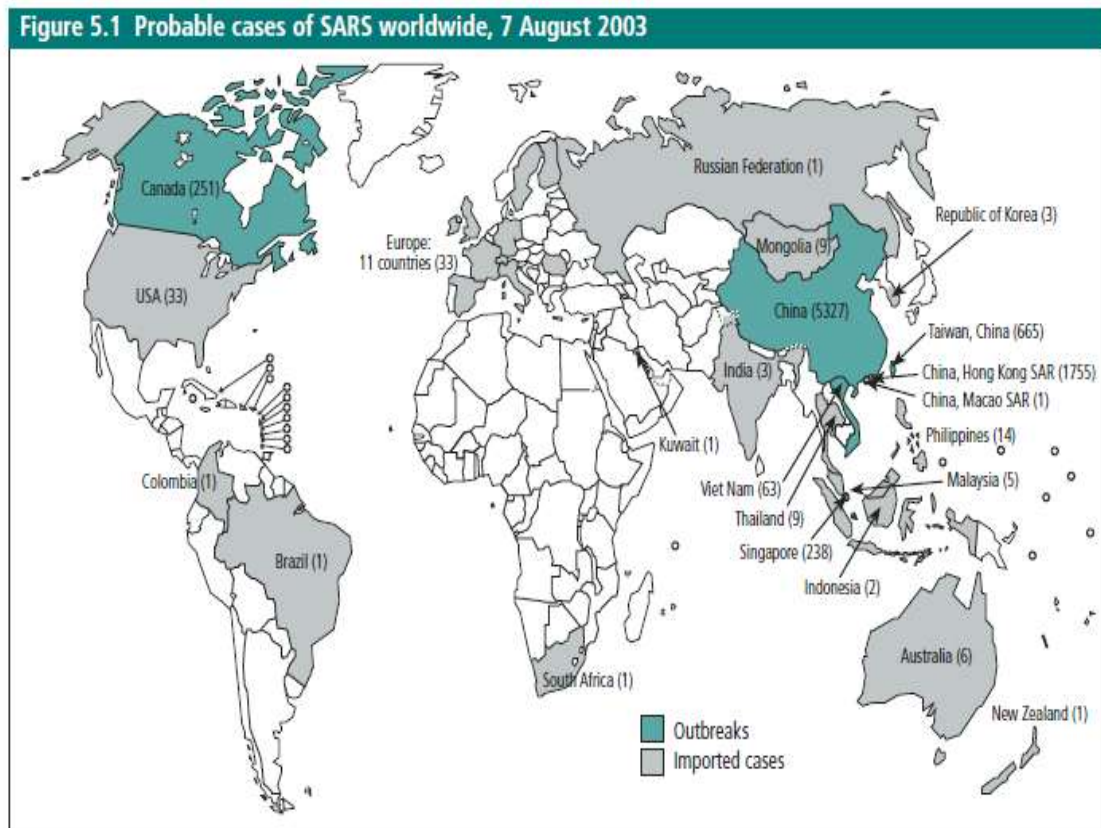 Figure 5.1 Probable cases of SARS worldwide, 7 August 2003
Canada (251)
Russian Federation (1)
Republic of Korea (3)
Europe:
11 countries (33)
Mongolia (9)
USA (33)
China (5327)
Taiwan, China (665)
India (3)
China, Hong Kong SAR (1755)
China, Macao SAR (1)
Kuwait (1)
Philippines (14)
Colombia (1)
Viet Nam (63)
Malaysia (5)
Thailand (9)
Singapore (238)
Brazil (1)
Indonesia (2)
Australia (6)
South Africa (1)
New Zealand (1)
Outbreaks
Imported cases